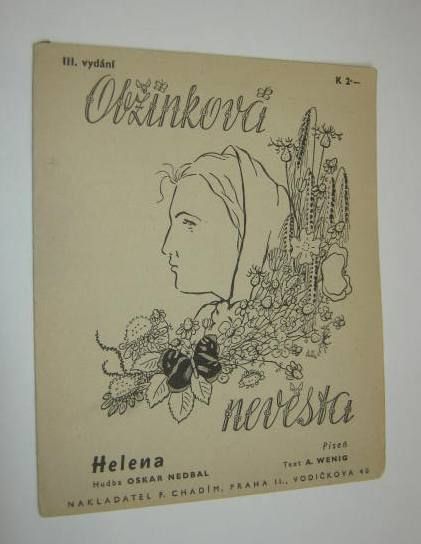 III. vydání
K 2·—
Obžinková
nevěsta
Helena
Píseň
Hudba OSKAR NEDBAL
Text A. WENIG
NAKLADATEL F. CHADÍM, PRAHA II., VODIČKOVA 40